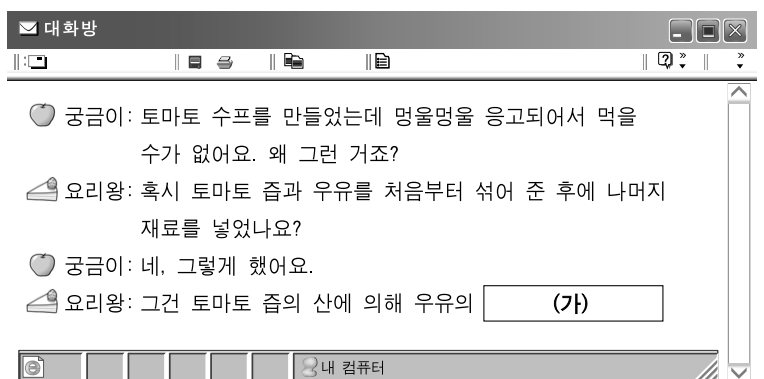 대화방
궁금이: 토마토 수프를 만들었는데 멍울멍울 응고되어서 먹을
수가 없어요. 왜 그런 거죠?
요리왕: 혹시 토마토 즙과 우유를 처음부터 섞어 준 후에 나머지
재료를 넣었나요?
궁금이: 네, 그렇게 했어요.
요리왕: 그건 토마토 즙의 산에 의해 우유의 (가)
내 컴퓨터